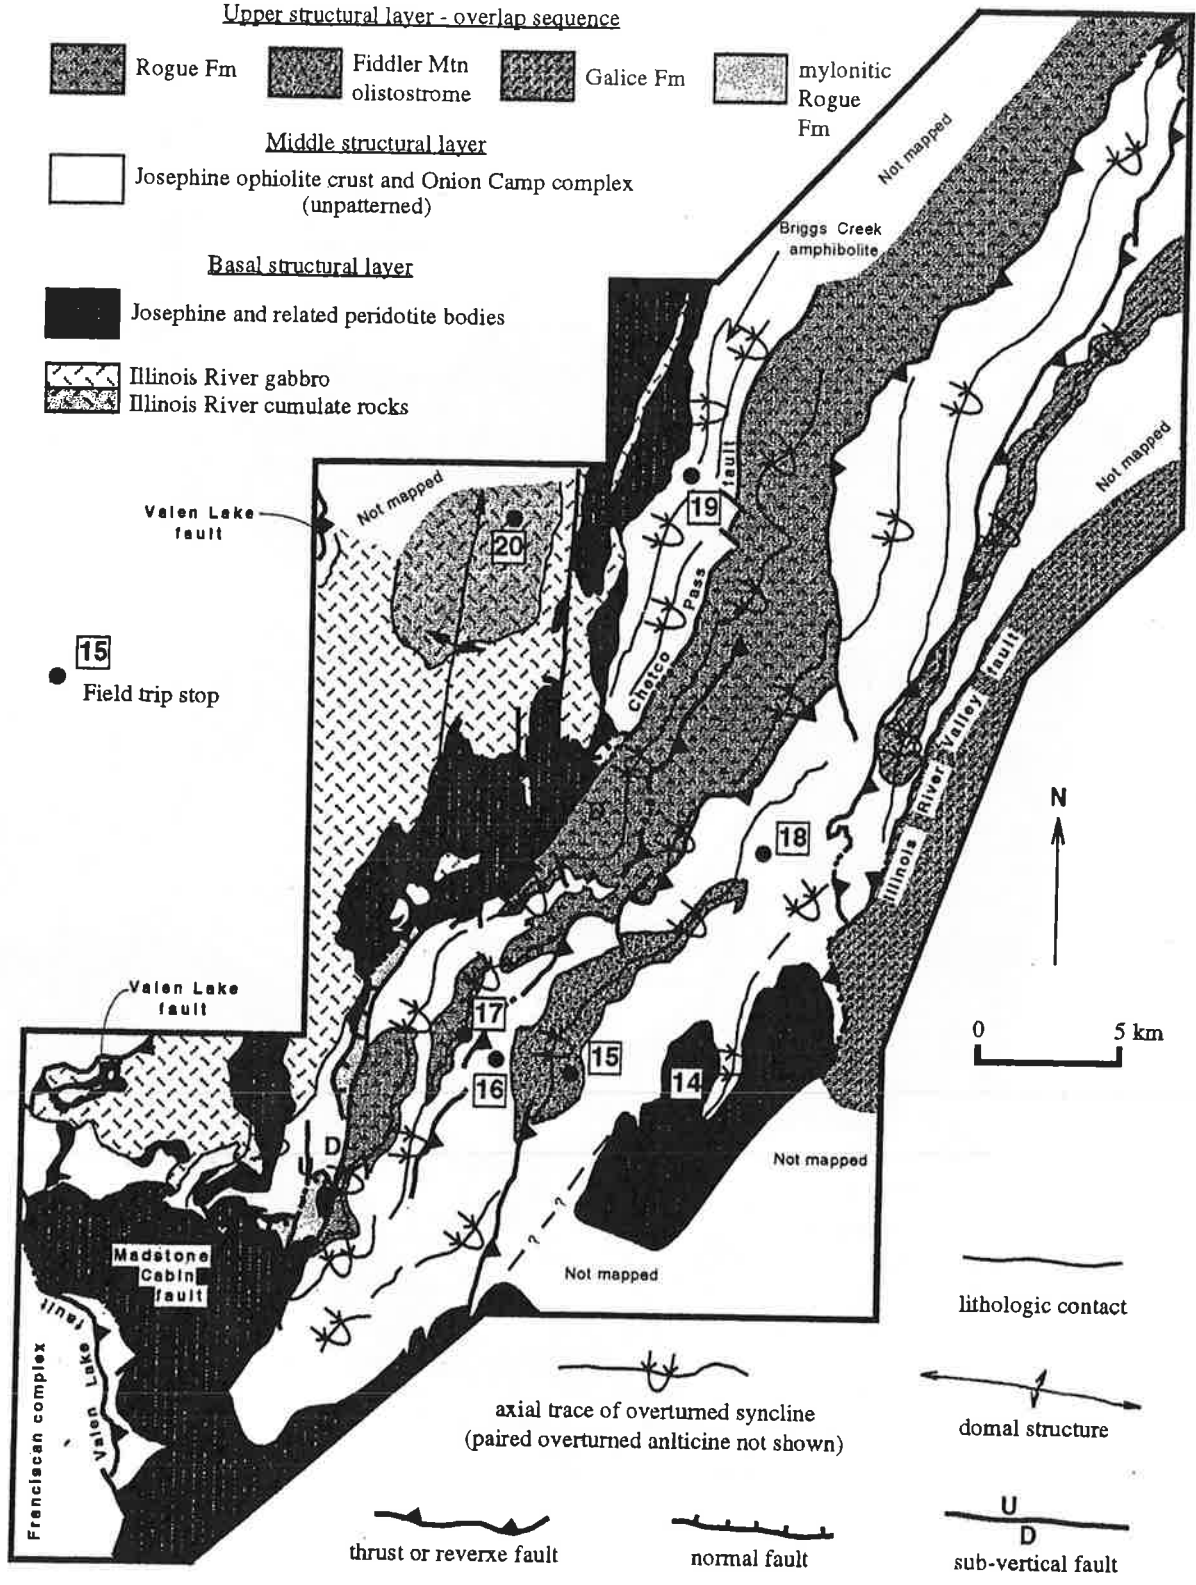 Upper structural layer - overlap sequence
Rogue Fm
Fiddler Mtn
olistostrome
Galice Fm
mylonitic
Rogue
Fm
Middle structural layer
Josephine ophiolite crust and Onion Camp complex
(unpatterned)
Basal structural layer
Josephine and related peridotite bodies
Illinois River gabbro
Illinois River cumulate rocks
Not mapped
Briggs Creek
amphibolite
Not mapped
Valen Lake
fault
Not mapped
20
19
Chetco Pass fault
15
Field trip stop
Illinois River Valley fault
18
N
Valen Lake
fault
17
16
15
14
0 5 km
D
U
Not mapped
Madstone
Cabin
fault
?
?
Not mapped
Valen Lake fault
Franciscan complex
lithologic contact
axial trace of overturned syncline
(paired overturned anlticine not shown)
domal structure
thrust or reverxe fault
normal fault
U
D
sub-vertical fault